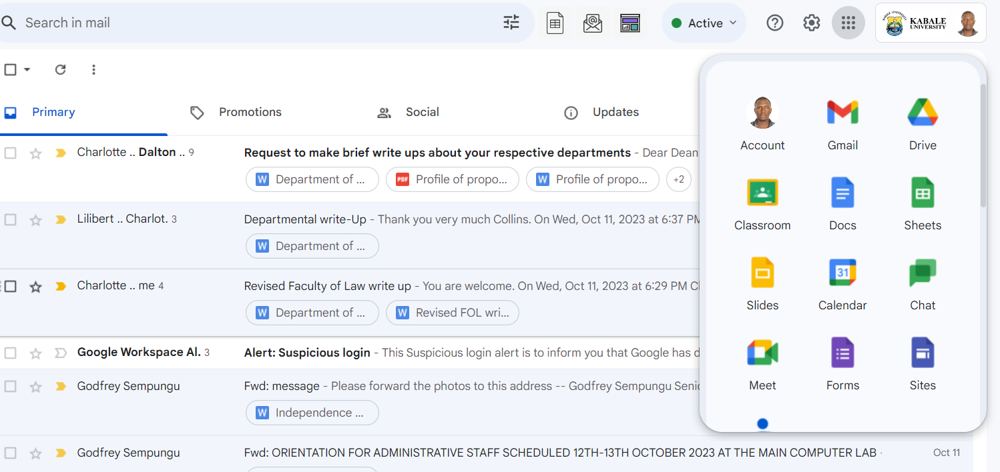 Search in mail
Active
KABALE UNIVERSITY
KABALE
UNIVERSITY
Primary
Promotions
Social
Updates
Charlotte .. Dalton .. 9
Request to make brief write ups about your respective departments - Dear Dean
W Department of ...
PDF Profile of propo...
W Profile of propo...
+2
Lilibert .. Charlot. 3
Departmental write-Up - Thank you very much Collins. On Wed, Oct 11, 2023 at 6:37 PM
W Department of ...
Charlotte .. me 4
Revised Faculty of Law write up - You are welcome. On Wed, Oct 11, 2023 at 6:29 PM C
W Department of ...
W Revised FOL wri...
Google Workspace Al. 3
Alert: Suspicious login - This Suspicious login alert is to inform you that Google has d
Godfrey Sempungu
Fwd: message - Please forward the photos to this address -- Godfrey Sempungu Senio
W Independence ...
Godfrey Sempungu
Fwd: ORIENTATION FOR ADMINISTRATIVE STAFF SCHEDULED 12TH-13TH OCTOBER 2023 AT THE MAIN COMPUTER LAB -
Oct 11
Account
Gmail
Drive
Classroom
Docs
Sheets
Slides
31
Calendar
Chat
Meet
Forms
Sites